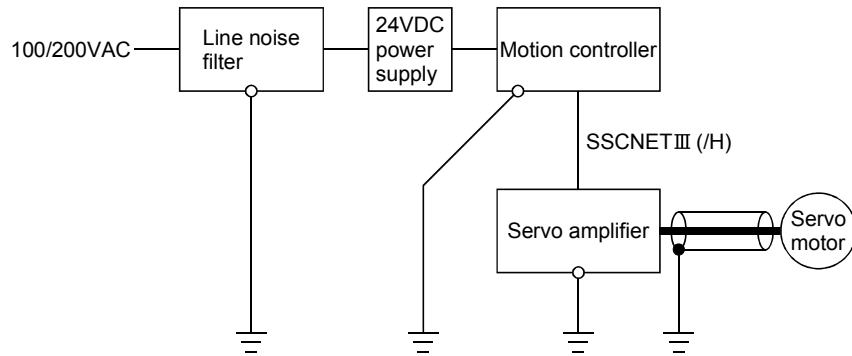 100/200VAC
Line noise
filter
24VDC
power
supply
Motion controller
SSCNETⅢ (/H)
Servo amplifier
Servo
motor